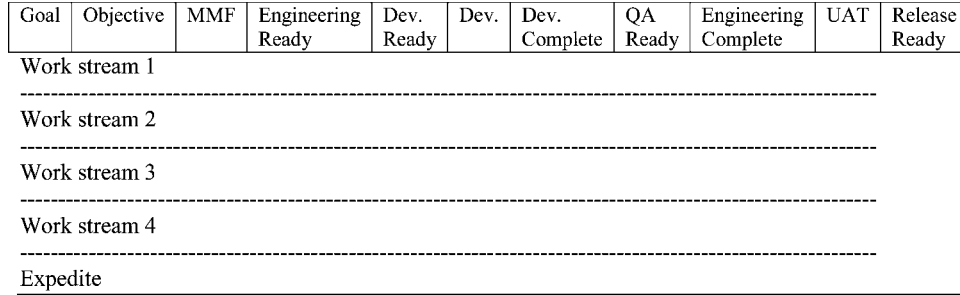 Goal Objective MMF Engineering Ready Dev. Ready Dev. Dev. Complete QA Ready Engineering Complete UAT Release Ready
Work stream 1
Work stream 2
Work stream 3
Work stream 4
Expedite